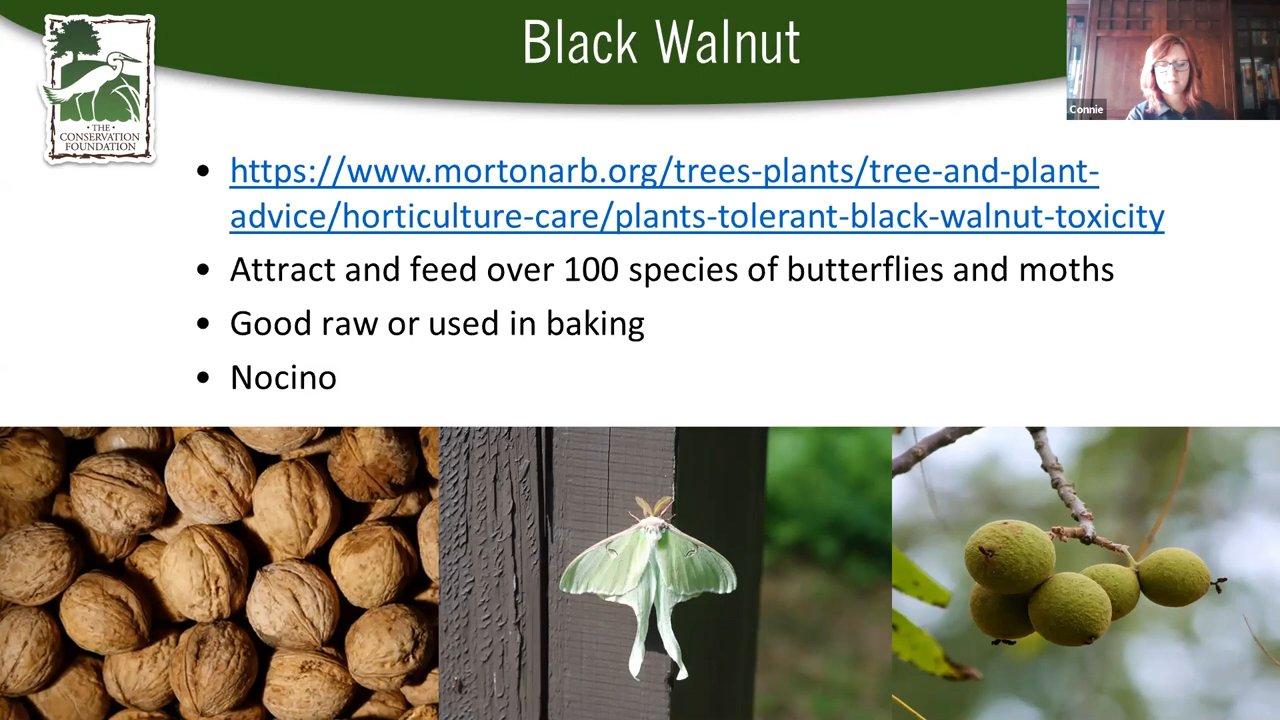 Black Walnut
• THE •
CONSERVATION
FOUNDATION
Connie
• https://www.mortonarb.org/trees-plants/tree-and-plant-
advice/horticulture-care/plants-tolerant-black-walnut-toxicity
• Attract and feed over 100 species of butterflies and moths
• Good raw or used in baking
• Nocino